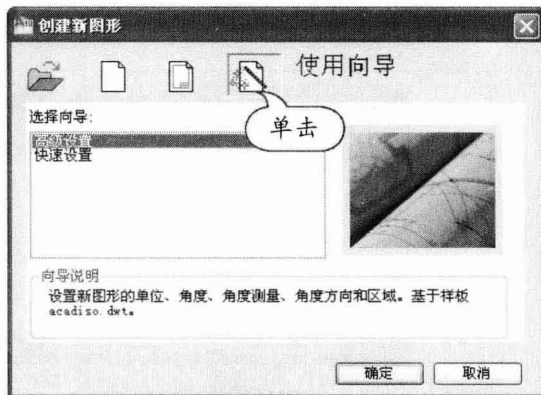 创建新图形
使用向导
单击
选择向导:
高级设置
快速设置
向导说明
设置新图形的单位、角度、角度测量、角度方向和区域。基于样板
acadiso.dwt。
确定
取消